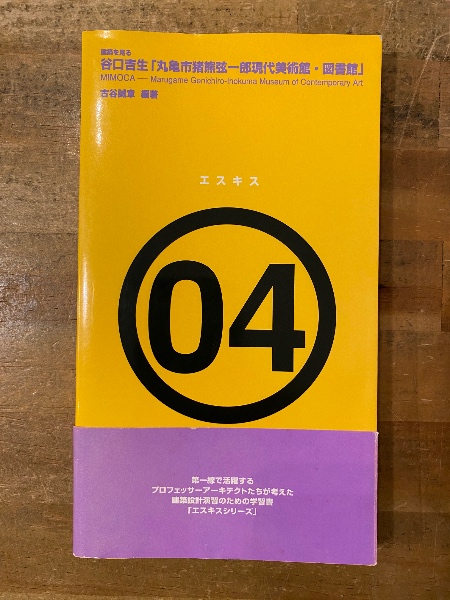 建築を見る
谷口吉生「丸亀市猪熊弦一郎現代美術館・図書館」
MIMOCA — Marugame Genichiro-Inokuma Museum of Contemporary Art
古谷誠章 編著
エスキス
04
第一線で活躍する
プロフェッサーアーキテクトたちが考えた
建築設計演習のための学習書
「エスキスシリーズ」